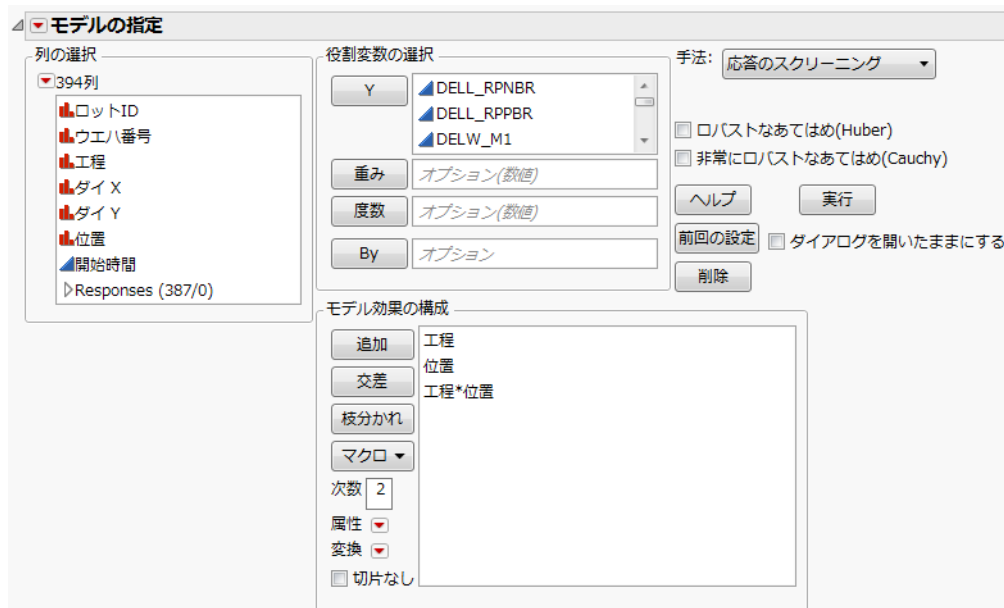 モデルの指定
列の選択
394列
ロットID
ウエハ番号
工程
ダイ X
ダイ Y
位置
開始時間
Responses (387/0)
役割変数の選択
Y
DELL_RPNBR
DELL_RPPBR
DELW_M1
重み
オプション(数値)
度数
オプション(数値)
By
オプション
手法:
応答のスクリーニング
ロバストなあてはめ(Huber)
非常にロバストなあてはめ(Cauchy)
ヘルプ
実行
前回の設定
ダイアログを開いたままにする
削除
モデル効果の構成
追加
交差
枝分かれ
マクロ
次数 2
属性
変換
切片なし
工程
位置
工程*位置